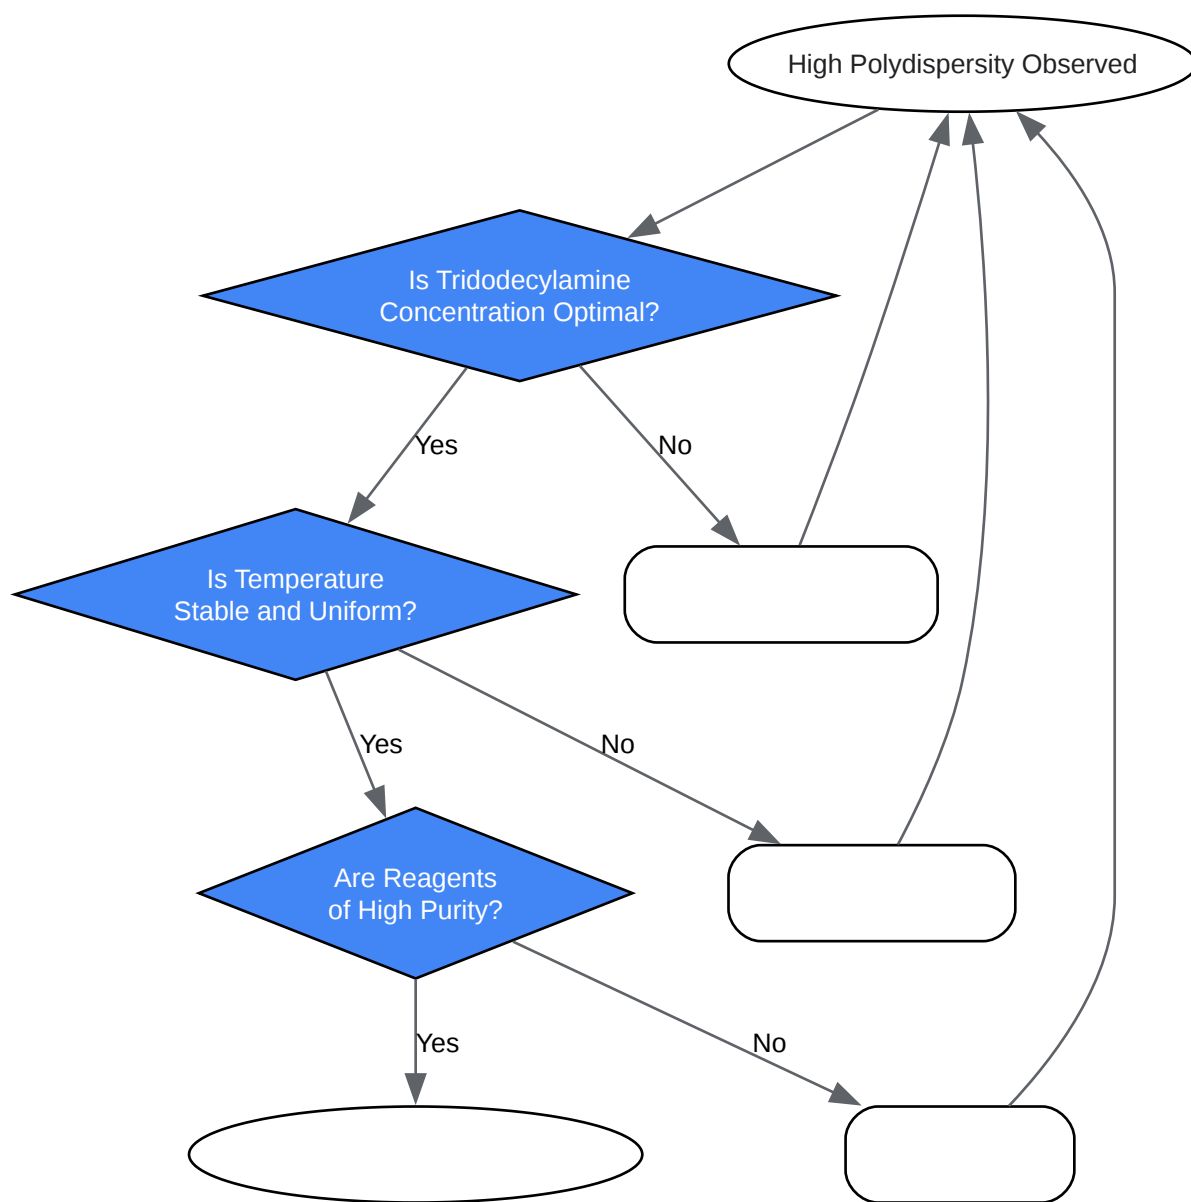 High Polydispersity Observed
Is Tridodecylamine
Concentration Optimal?
Yes
No
Is Temperature
Stable and Uniform?
Yes
No
Are Reagents
of High Purity?
Yes
No